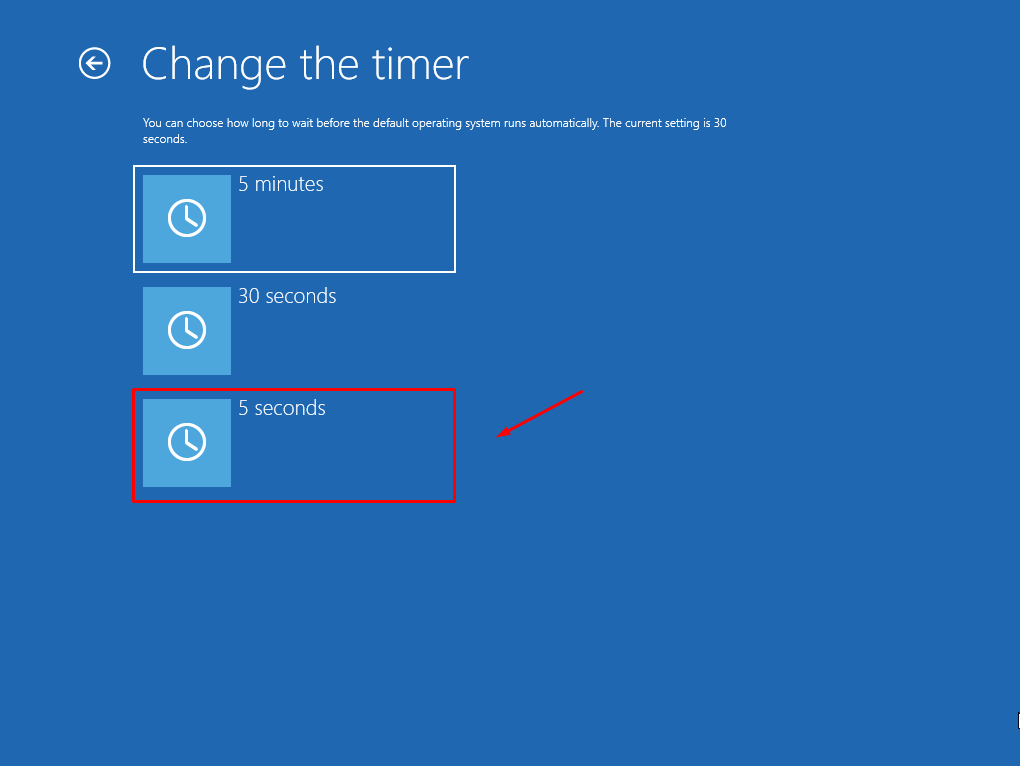 Change the timer
You can choose how long to wait before the default operating system runs automatically. The current setting is 30
seconds.
5 minutes
30 seconds
5 seconds